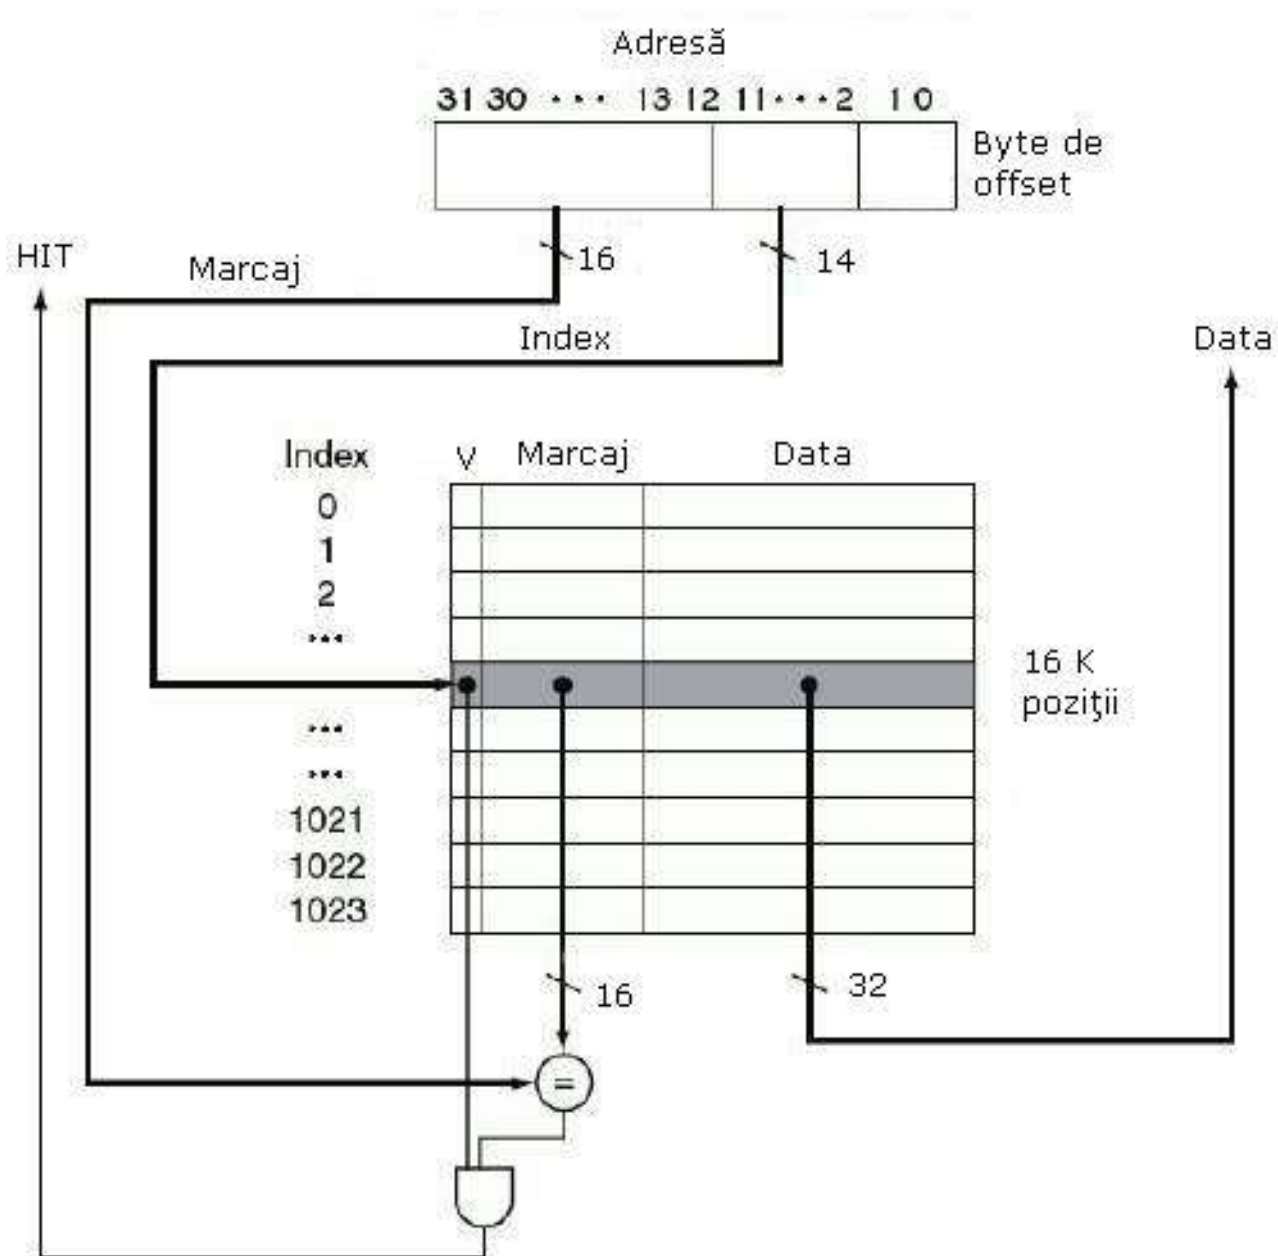 Adresă
31 30 ··· 13 12 11···2 1 0
Byte de
offset
HIT
Marcaj
16
14
Index
Data
Index
V
Marcaj
Data
0
1
2
...
16 K
poziţii
...
...
1021
1022
1023
16
32
=